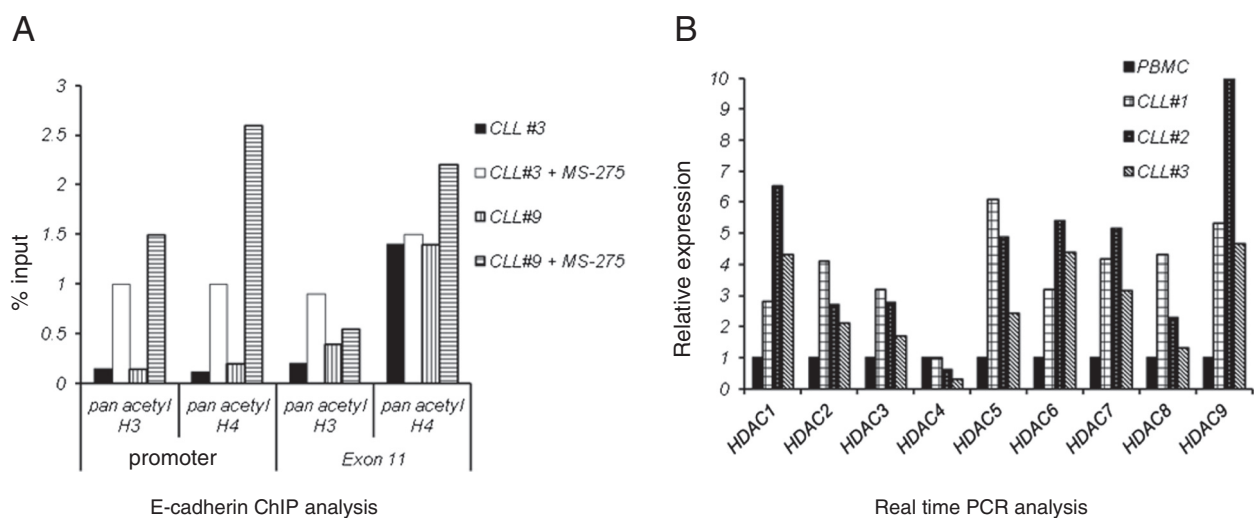 A
3
2.5
2
1.5
1
0.5
0
% input
CLL #3
CLL#3 + MS-275
CLL#9
CLL#9 + MS-275
pan acetyl H3
pan acetyl H4
pan acetyl H3
pan acetyl H4
promoter
Exon 11
E-cadherin ChIP analysis
B
10
9
8
7
6
5
4
3
2
1
0
Relative expression
PBMC
CLL#1
CLL#2
CLL#3
HDAC1
HDAC2
HDAC3
HDAC4
HDAC5
HDAC6
HDAC7
HDAC8
HDAC9
Real time PCR analysis